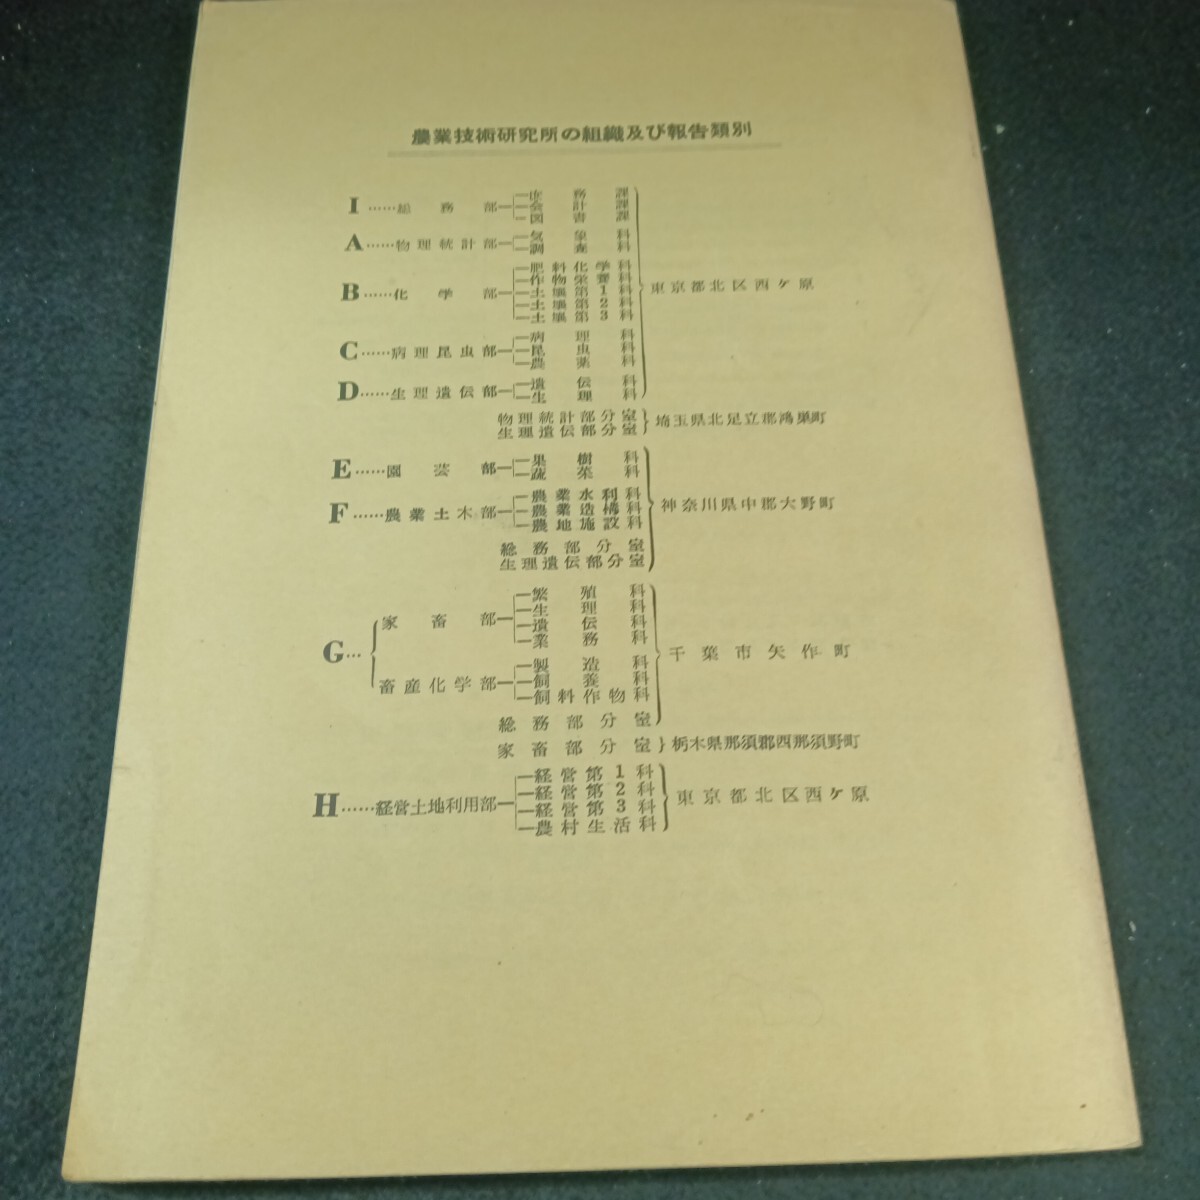 農業技術研究所の組織及び報告類別
I……総務部
庶務課
会計課
図書課
A……物理統計部
気象科
調査科
B……化学部
肥料化学科
作物栄養科
土壌第1科
土壌第2科
土壌第3科
東京都北区西ケ原
C……病理昆虫部
病理科
昆虫科
農薬科
D……生理遺伝部
遺伝科
生理科
物理統計部分室
生理遺伝部分室
埼玉県北足立郡鴻巣町
E……園芸部
果樹科
蔬菜科
F……農業土木部
農業水利科
農業造構科
農地施設科
神奈川県中郡大野町
総務部分室
生理遺伝部分室
G…
家畜部
繁殖科
生理科
遺伝科
業務科
畜産化学部
製造科
飼養科
飼料作物科
千葉市矢作町
総務部分室
家畜部分室
栃木県那須郡西那須野町
H……経営土地利用部
経営第1科
経営第2科
経営第3科
農村生活科
東京都北区西ケ原